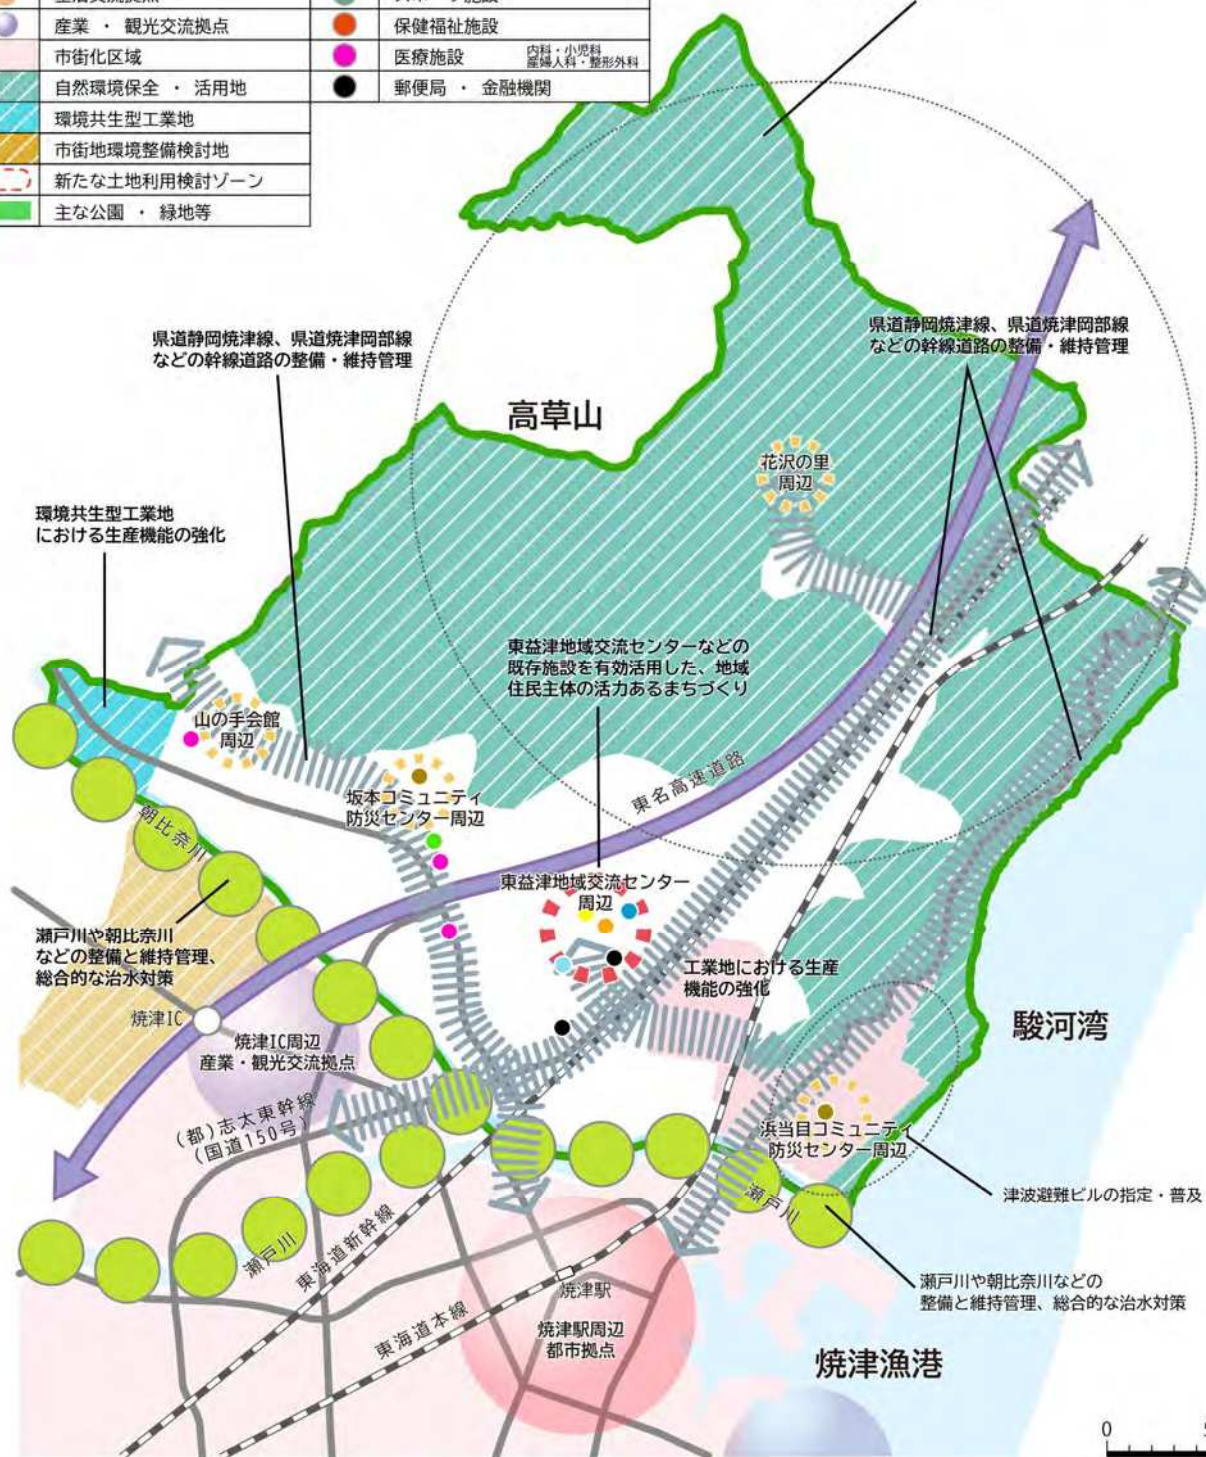 産業 ・ 観光交流拠点
保健福祉施設
市街化区域
医療施設
内科・小児科
産婦人科・整形外科
自然環境保全 ・ 活用地
郵便局 ・ 金融機関
環境共生型工業地
市街地環境整備検討地
新たな土地利用検討ゾーン
主な公園 ・ 緑地等
県道静岡焼津線、県道焼津岡部線
などの幹線道路の整備・維持管理
県道静岡焼津線、県道焼津岡部線
などの幹線道路の整備・維持管理
高草山
花沢の里
周辺
環境共生型工業地
における生産機能の強化
東益津地域交流センターなどの
既存施設を有効活用した、地域
住民主体の活力あるまちづくり
山の手会館
周辺
坂本コミュニティ
防災センター周辺
東名高速道路
朝比奈川
東益津地域交流センター
周辺
瀬戸川や朝比奈川
などの整備と維持管理、
総合的な治水対策
工業地における生産
機能の強化
焼津IC
焼津IC周辺
産業・観光交流拠点
駿河湾
(都)志太東幹線
(国道150号)
浜当目コミュニティ
防災センター周辺
津波避難ビルの指定・普及
瀬戸川
瀬戸川
東海道新幹線
瀬戸川や朝比奈川などの
整備と維持管理、総合的な治水対策
焼津駅
東海道本線
焼津駅周辺
都市拠点
焼津漁港
0